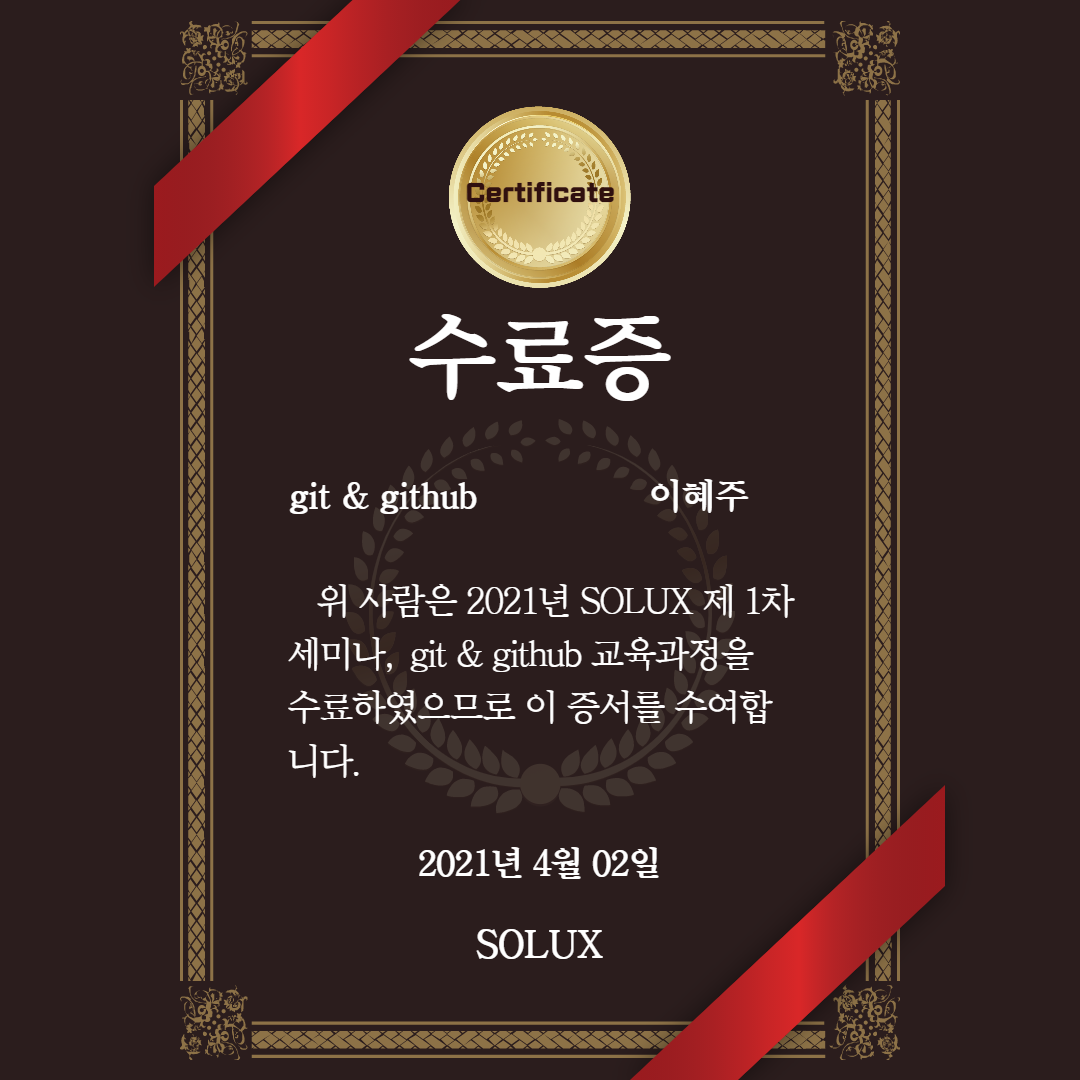 Certificate
수료증
git & github 이혜주
위 사람은 2021년 SOLUX 제 1차
세미나, git & github 교육과정을
수료하였으므로 이 증서를 수여합
니다.
2021년 4월 02일
SOLUX